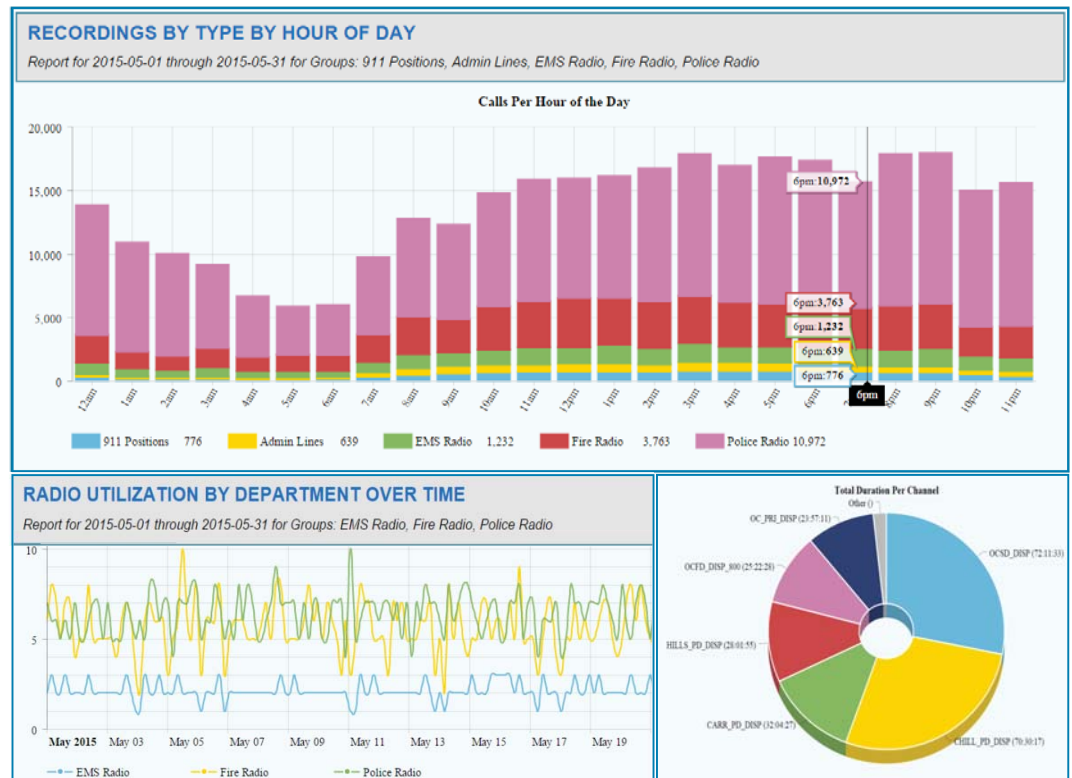 RECORDINGS BY TYPE BY HOUR OF DAY
Report for 2015-05-01 through 2015-05-31 for Groups: 911 Positions, Admin Lines, EMS Radio, Fire Radio, Police Radio
Calls Per Hour of the Day
20,000
15,000
10,000
5,000
0
6pm:10,972
6pm:3,763
6pm:1,232
6pm:639
6pm:776
12am 1am 2am 3am 4am 5am 6am 7am 8am 9am 10am 11am 12pm 1pm 2pm 3pm 4pm 5pm 6pm 6pm 8pm 9pm 10pm 11pm
911 Positions 776 Admin Lines 639 EMS Radio 1,232 Fire Radio 3,763 Police Radio 10,972
RADIO UTILIZATION BY DEPARTMENT OVER TIME
Report for 2015-05-01 through 2015-05-31 for Groups: EMS Radio, Fire Radio, Police Radio
10
5
0
May 2015 May 03 May 05 May 07 May 09 May 11 May 13 May 15 May 17 May 19
EMS Radio Fire Radio Police Radio
Total Duration Per Channel
Other ()
OC_PRI_DISP (23:57:11)
OCSD_DISP (72:11:33)
OCFD_DISP_800 (25:22:28)
HILLS_PD_DISP (28:01:55)
CARR_PD_DISP (32:04:27)
CHILL_PD_DISP (70:30:17)